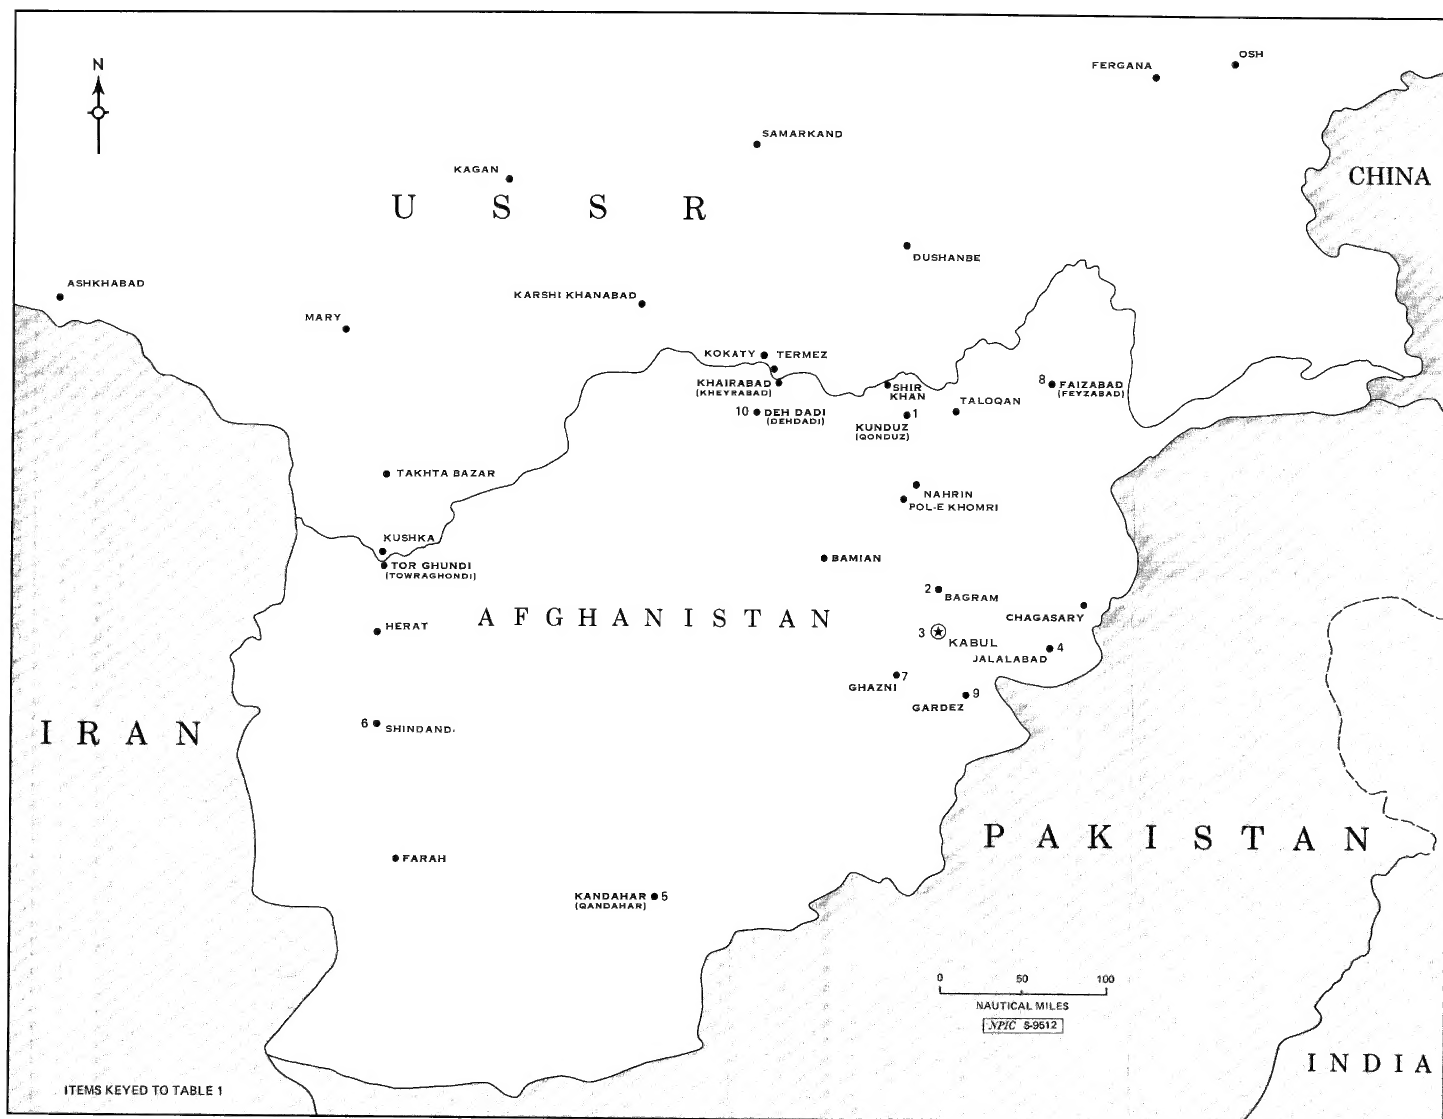 N
OSH
FERGANA
SAMARKAND
CHINA
KAGAN
U S S R
DUSHANBE
ASHKHABAD
KARSHI KHANABAD
MARY
KOKATY
TERMEZ
KHAIRABAD
(KHEYRABAD)
SHIR
KHAN
8
FAIZABAD
(FEYZABAD)
TALOQAN
10
DEH DADI
(DEHDADI)
1
KUNDUZ
(QONDUZ)
TAKHTA BAZAR
NAHRIN
POL-E KHOMRI
KUSHKA
TOR GHUNDI
(TOWRAGHONDI)
BAMIAN
2
BAGRAM
CHAGASARY
AFGHANISTAN
HERAT
3
KABUL
4
JALALABAD
7
GHAZNI
9
GARDEZ
IRAN
6
SHINDAND
PAKISTAN
FARAH
KANDAHAR
(QANDAHAR)
5
0 50 100
NAUTICAL MILES
NPIC S-9512
INDIA
ITEMS KEYED TO TABLE 1